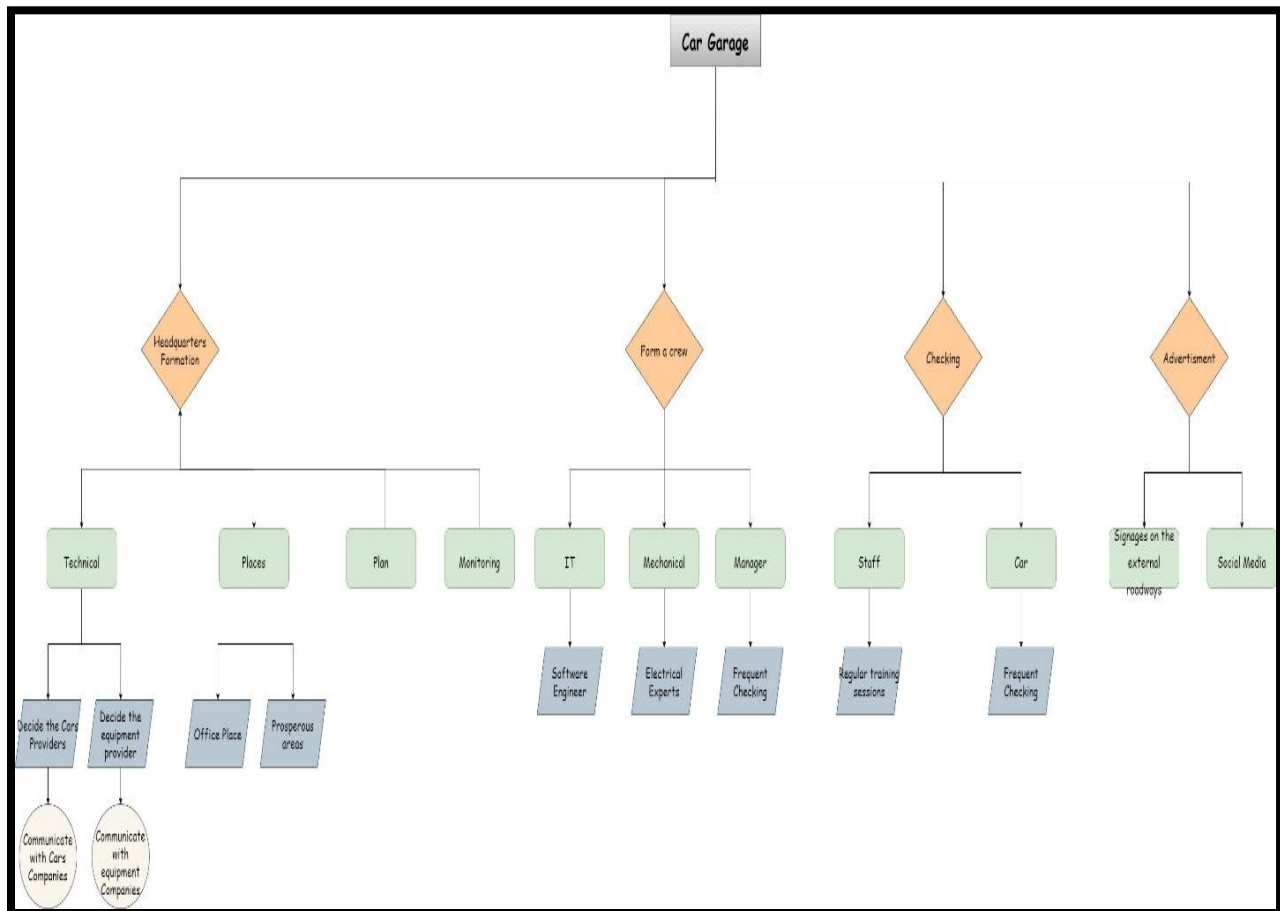 Car Garage
Headquarters
Formation
Form a crew
Checking
Advertisment
Technical
Places
Plan
Monitoring
IT
Mechanical
Manager
Staff
Car
Signages on the
external
roadways
Social Media
Decide the Cars
Providers
Decide the
equipment
provider
Office Place
Prosperous
areas
Software
Engineer
Electrical
Experts
Frequent
Checking
Regular training
sessions
Frequent
Checking
Communicate
with Cars
Companies
Communicate
with
equipment
Companies